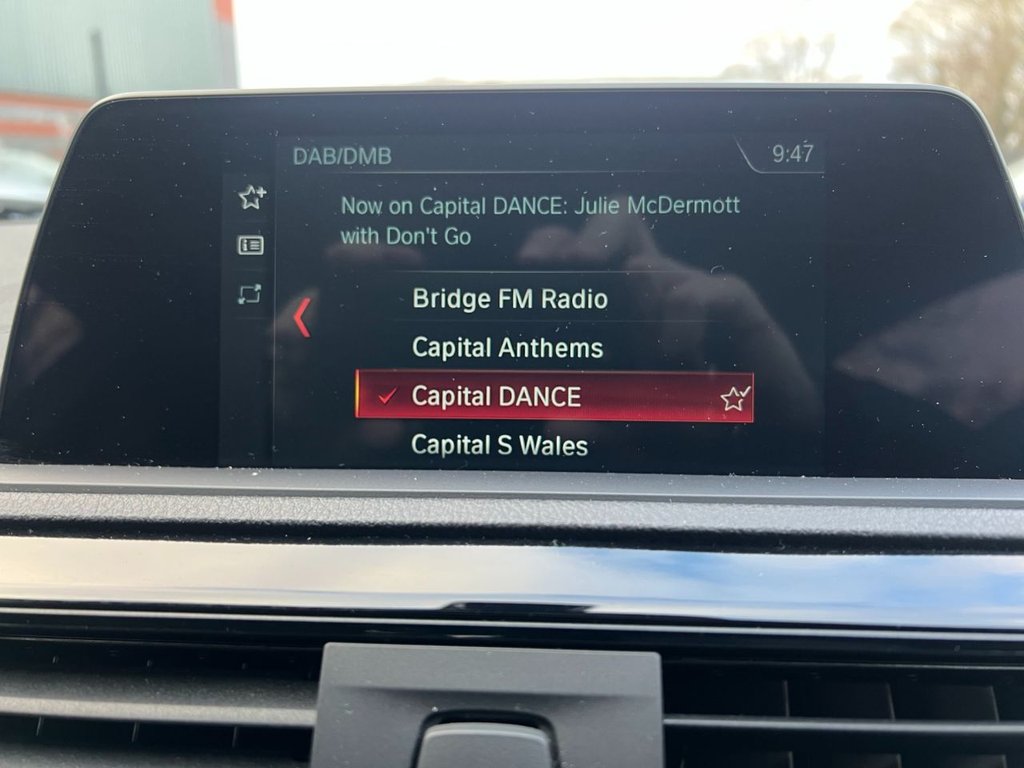 DAB/DMB
9:47
Now on Capital DANCE: Julie McDermott
with Don't Go
Bridge FM Radio
Capital Anthems
Capital DANCE
Capital S Wales